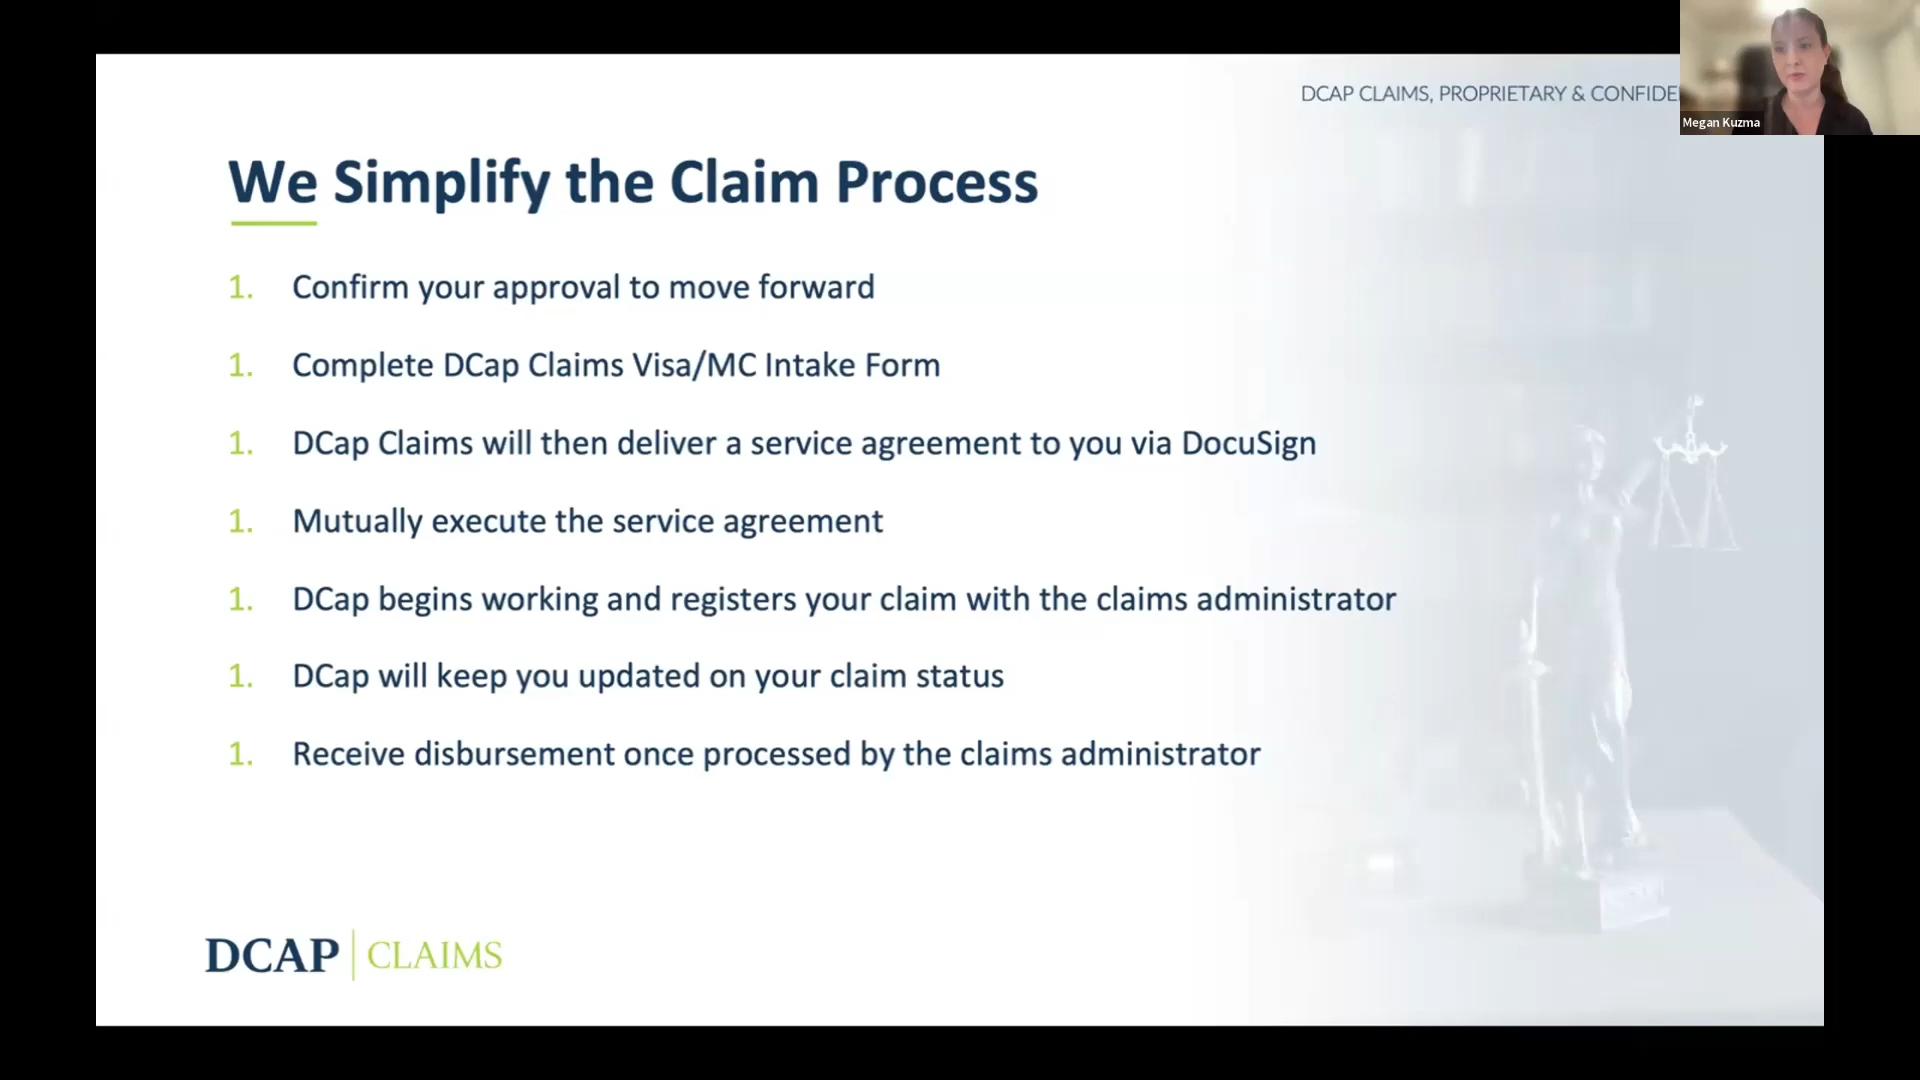 DCAP CLAIMS, PROPRIETARY & CONFIDE
Megan Kuzma
We Simplify the Claim Process
1. Confirm your approval to move forward
1. Complete DCap Claims Visa/MC Intake Form
1. DCap Claims will then deliver a service agreement to you via DocuSign
1. Mutually execute the service agreement
1. DCap begins working and registers your claim with the claims administrator
1. DCap will keep you updated on your claim status
1. Receive disbursement once processed by the claims administrator
DCAP | CLAIMS